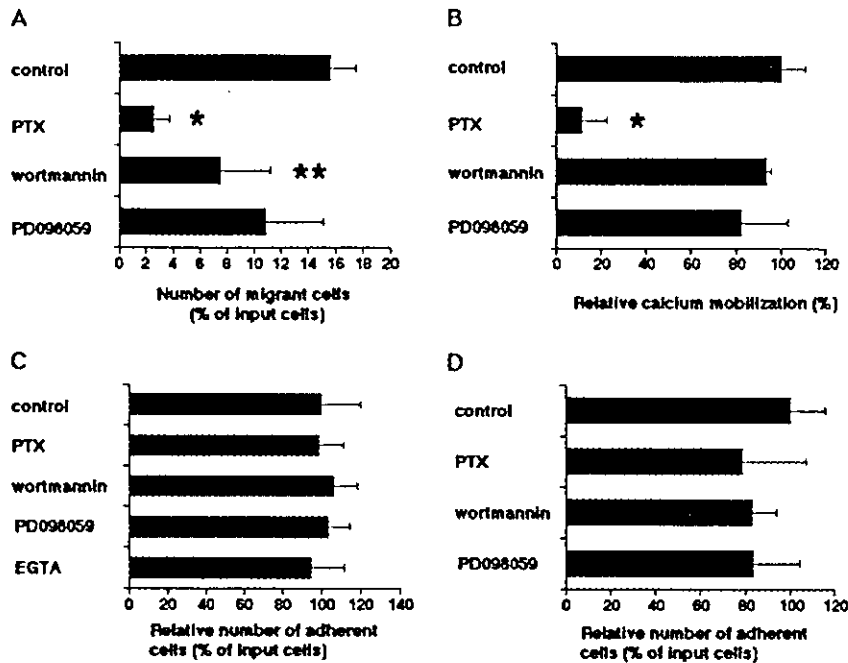 A
control
PTX
★
wortmannin
★★
PD098059
0 2 4 6 8 10 12 14 16 18 20
Number of migrant cells
(% of input cells)
B
control
PTX
★
wortmannin
PD098059
0 20 40 60 80 100 120
Relative calcium mobilization (%)
C
control
PTX
wortmannin
PD098059
EGTA
0 20 40 60 80 100 120 140
Relative number of adherent
cells (% of input cells)
D
control
PTX
wortmannin
PD098059
0 20 40 60 80 100 120
Relative number of adherent
cells (% of input cells)